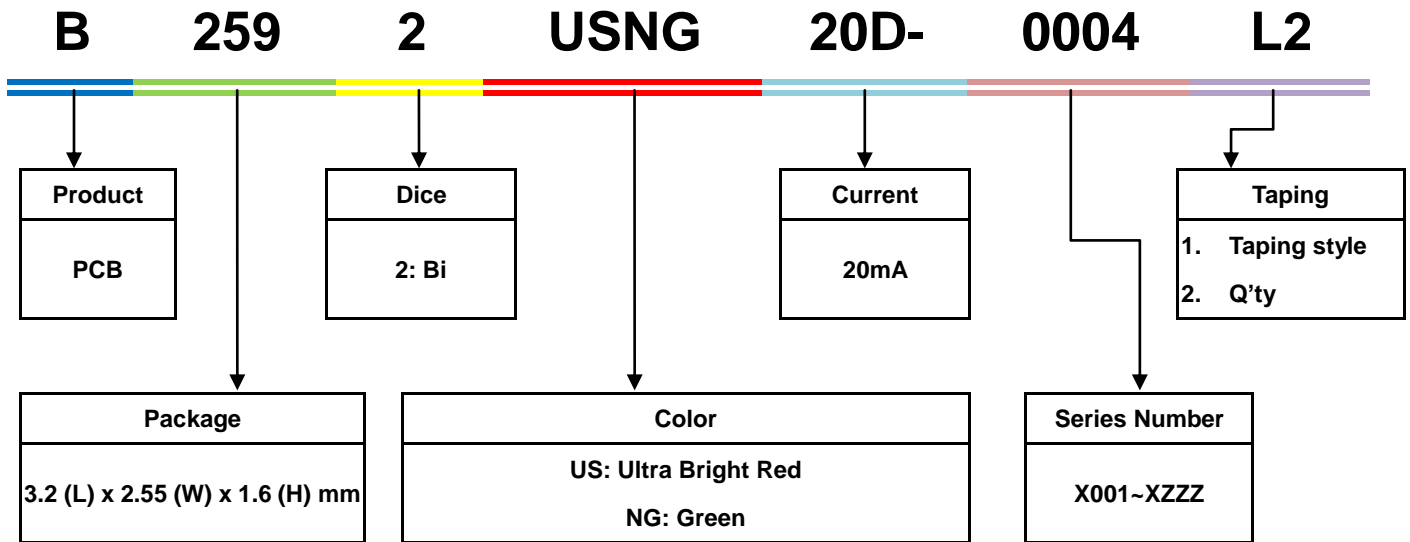 B 259 2 USNG 20D- 0004 L2
Product
PCB
Dice
2: Bi
Current
20mA
Taping
1. Taping style
2. Q’ty
Package
3.2 (L) x 2.55 (W) x 1.6 (H) mm
Color
US: Ultra Bright Red
NG: Green
Series Number
X001~XZZZ